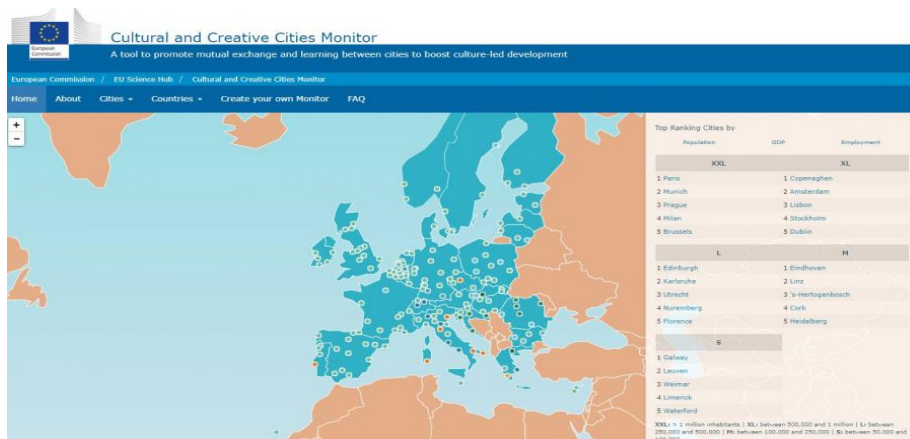 European
Commission
Cultural and Creative Cities Monitor
A tool to promote mutual exchange and learning between cities to boost culture-led development
European Commission / EU Science Hub / Cultural and Creative Cities Monitor
Home About Cities Countries Create your own Monitor FAQ
+
-
Top Ranking Cities by
Population GDP Employment
XXL XL
1 Paris 1 Copenaghen
2 Munich 2 Amsterdam
3 Prague 3 Lisbon
4 Milan 4 Stockholm
5 Brussels 5 Dublin
L M
1 Edinburgh 1 Eindhoven
2 Karlsruhe 2 Linz
3 Utrecht 3 's-Hertogenbosch
4 Nuremberg 4 Cork
5 Florence 5 Heidelberg
S
1 Galway
2 Leuven
3 Weimar
4 Limerick
5 Waterford
XXL: > 1 million inhabitants | XL: between 500,000 and 1 million | L: between
250,000 and 500,000 | M: between 100,000 and 250,000 | S: between 50,000 and